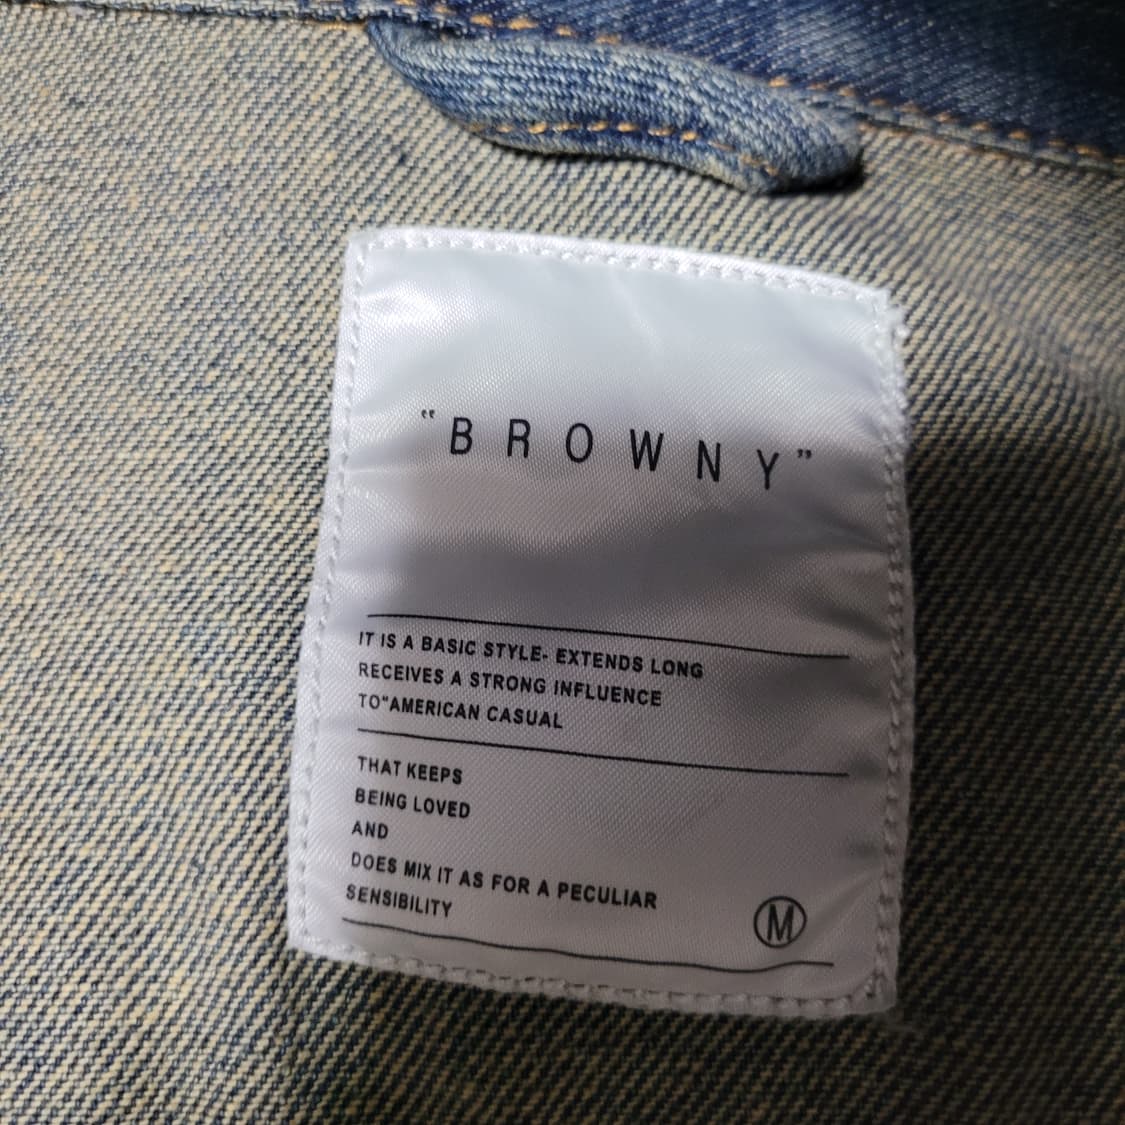 “BROWNY”
IT IS A BASIC STYLE- EXTENDS LONG
RECEIVES A STRONG INFLUENCE
TO"AMERICAN CASUAL
THAT KEEPS
BEING LOVED
AND
DOES MIX IT AS FOR A PECULIAR
SENSIBILITY
M